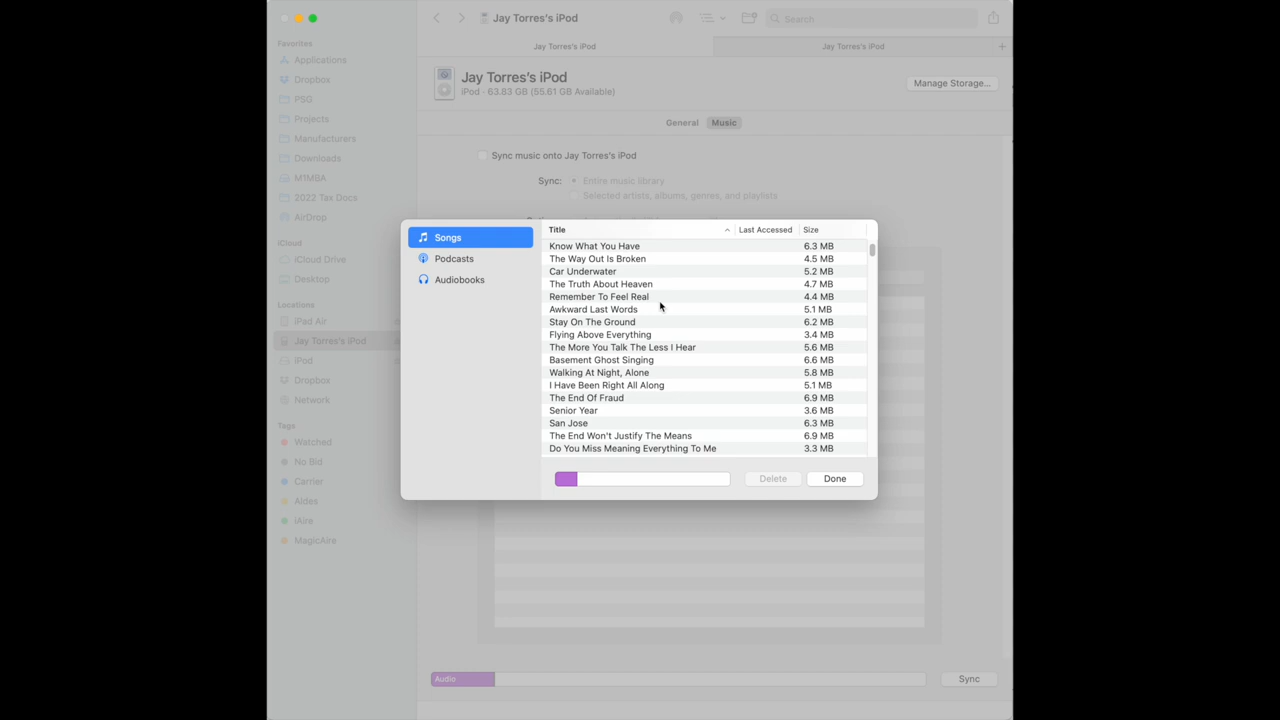 Jay Torres's iPod
Search
Jay Torres's iPod
Jay Torres's iPod
+
Favorites
Applications
Dropbox
PSG
Projects
Manufacturers
Downloads
M1MBA
2022 Tax Docs
AirDrop
iCloud
iCloud Drive
Desktop
Locations
iPad Air
Jay Torres's iPod
iPod
Dropbox
Network
Tags
Watched
No Bid
Carrier
Aldes
iAire
MagicAire
Jay Torres's iPod
iPod · 63.83 GB (55.61 GB Available)
Manage Storage...
General Music
Sync music onto Jay Torres's iPod
Sync: Entire music library
Selected artists, albums, genres, and playlists
Songs
Podcasts
Audiobooks
Title Last Accessed Size
Know What You Have 6.3 MB
The Way Out Is Broken 4.5 MB
Car Underwater 5.2 MB
The Truth About Heaven 4.7 MB
Remember To Feel Real 4.4 MB
Awkward Last Words 5.1 MB
Stay On The Ground 6.2 MB
Flying Above Everything 3.4 MB
The More You Talk The Less I Hear 5.6 MB
Basement Ghost Singing 6.6 MB
Walking At Night, Alone 5.8 MB
I Have Been Right All Along 5.1 MB
The End Of Fraud 6.9 MB
Senior Year 3.6 MB
San Jose 6.3 MB
The End Won't Justify The Means 6.9 MB
Do You Miss Meaning Everything To Me 3.3 MB
Delete Done
Audio
Sync